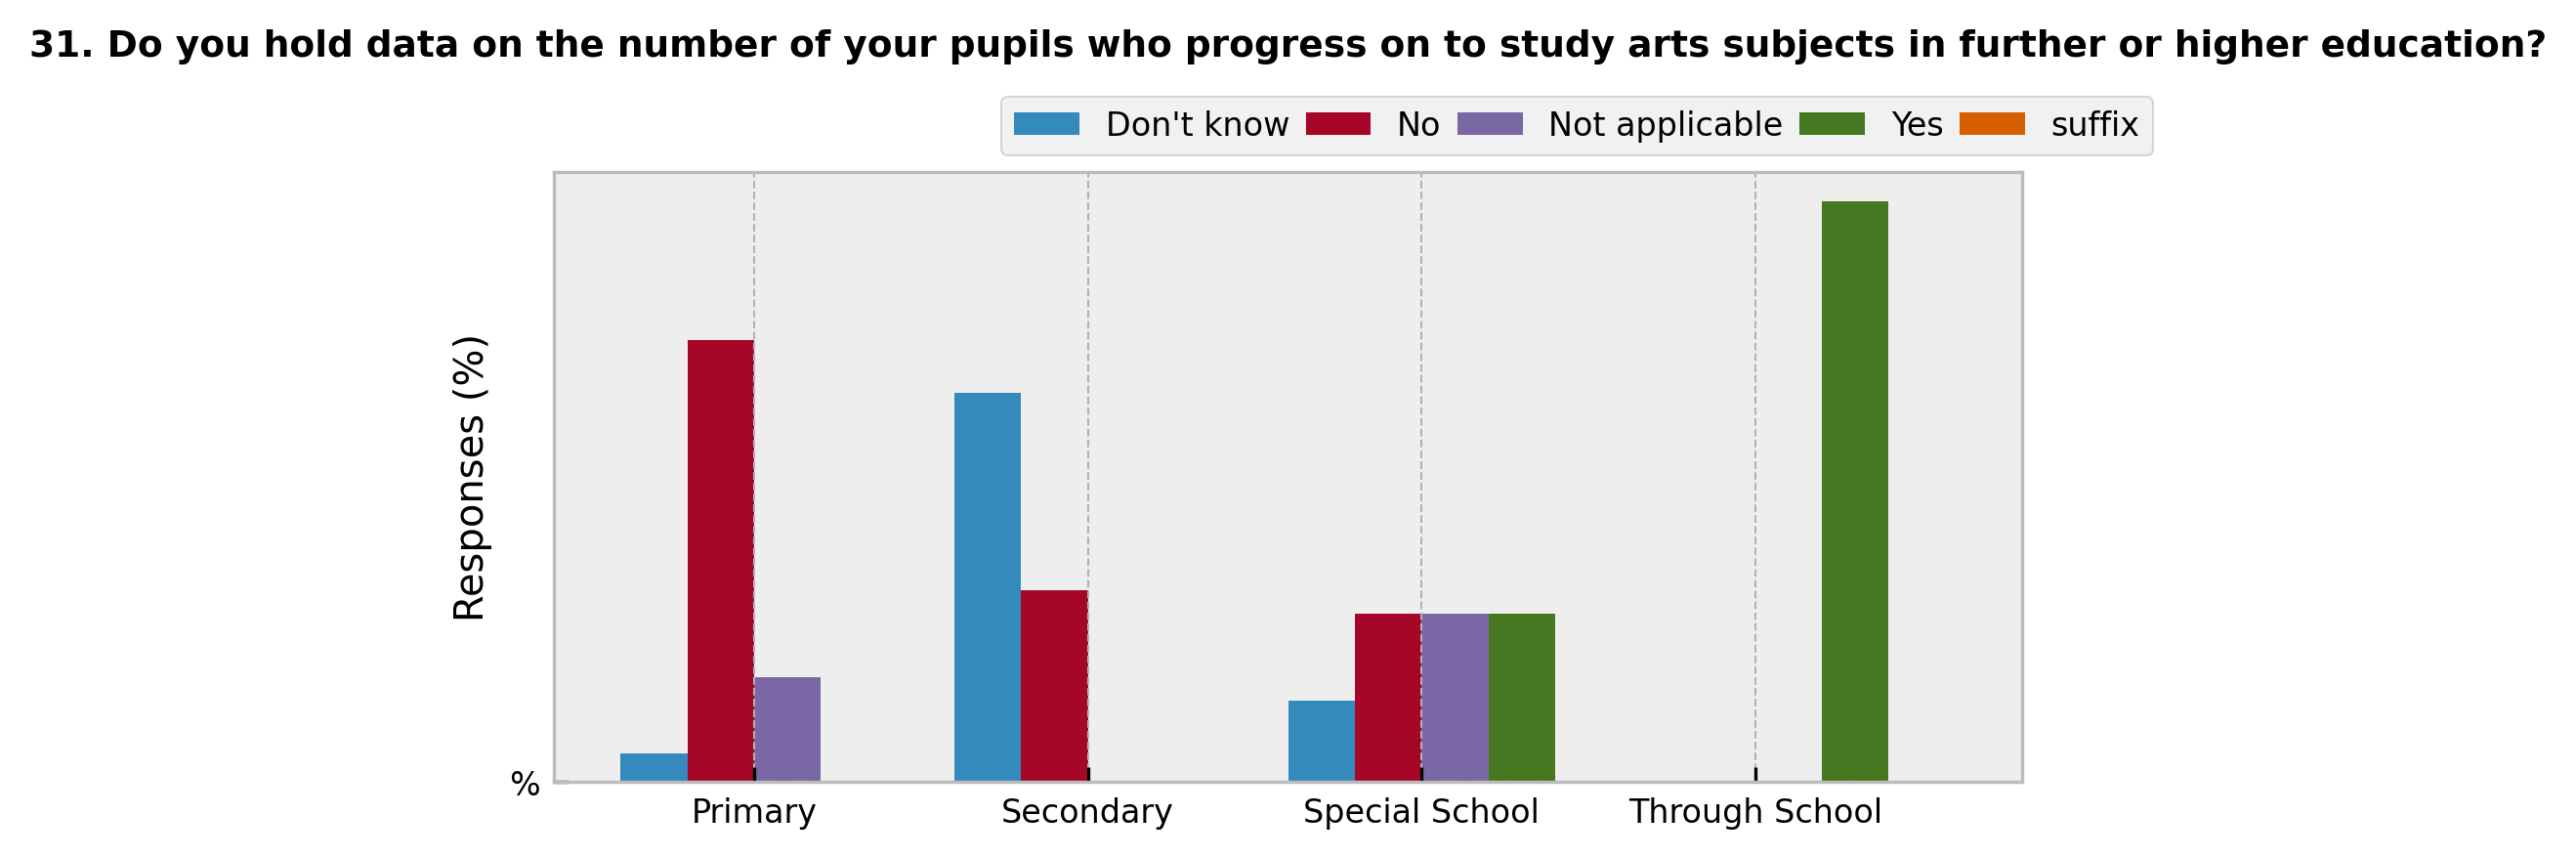 31. Do you hold data on the number of your pupils who progress on to study arts subjects in further or higher education?
Don't know No Not applicable Yes suffix
Responses (%)
%
Primary Secondary Special School Through School